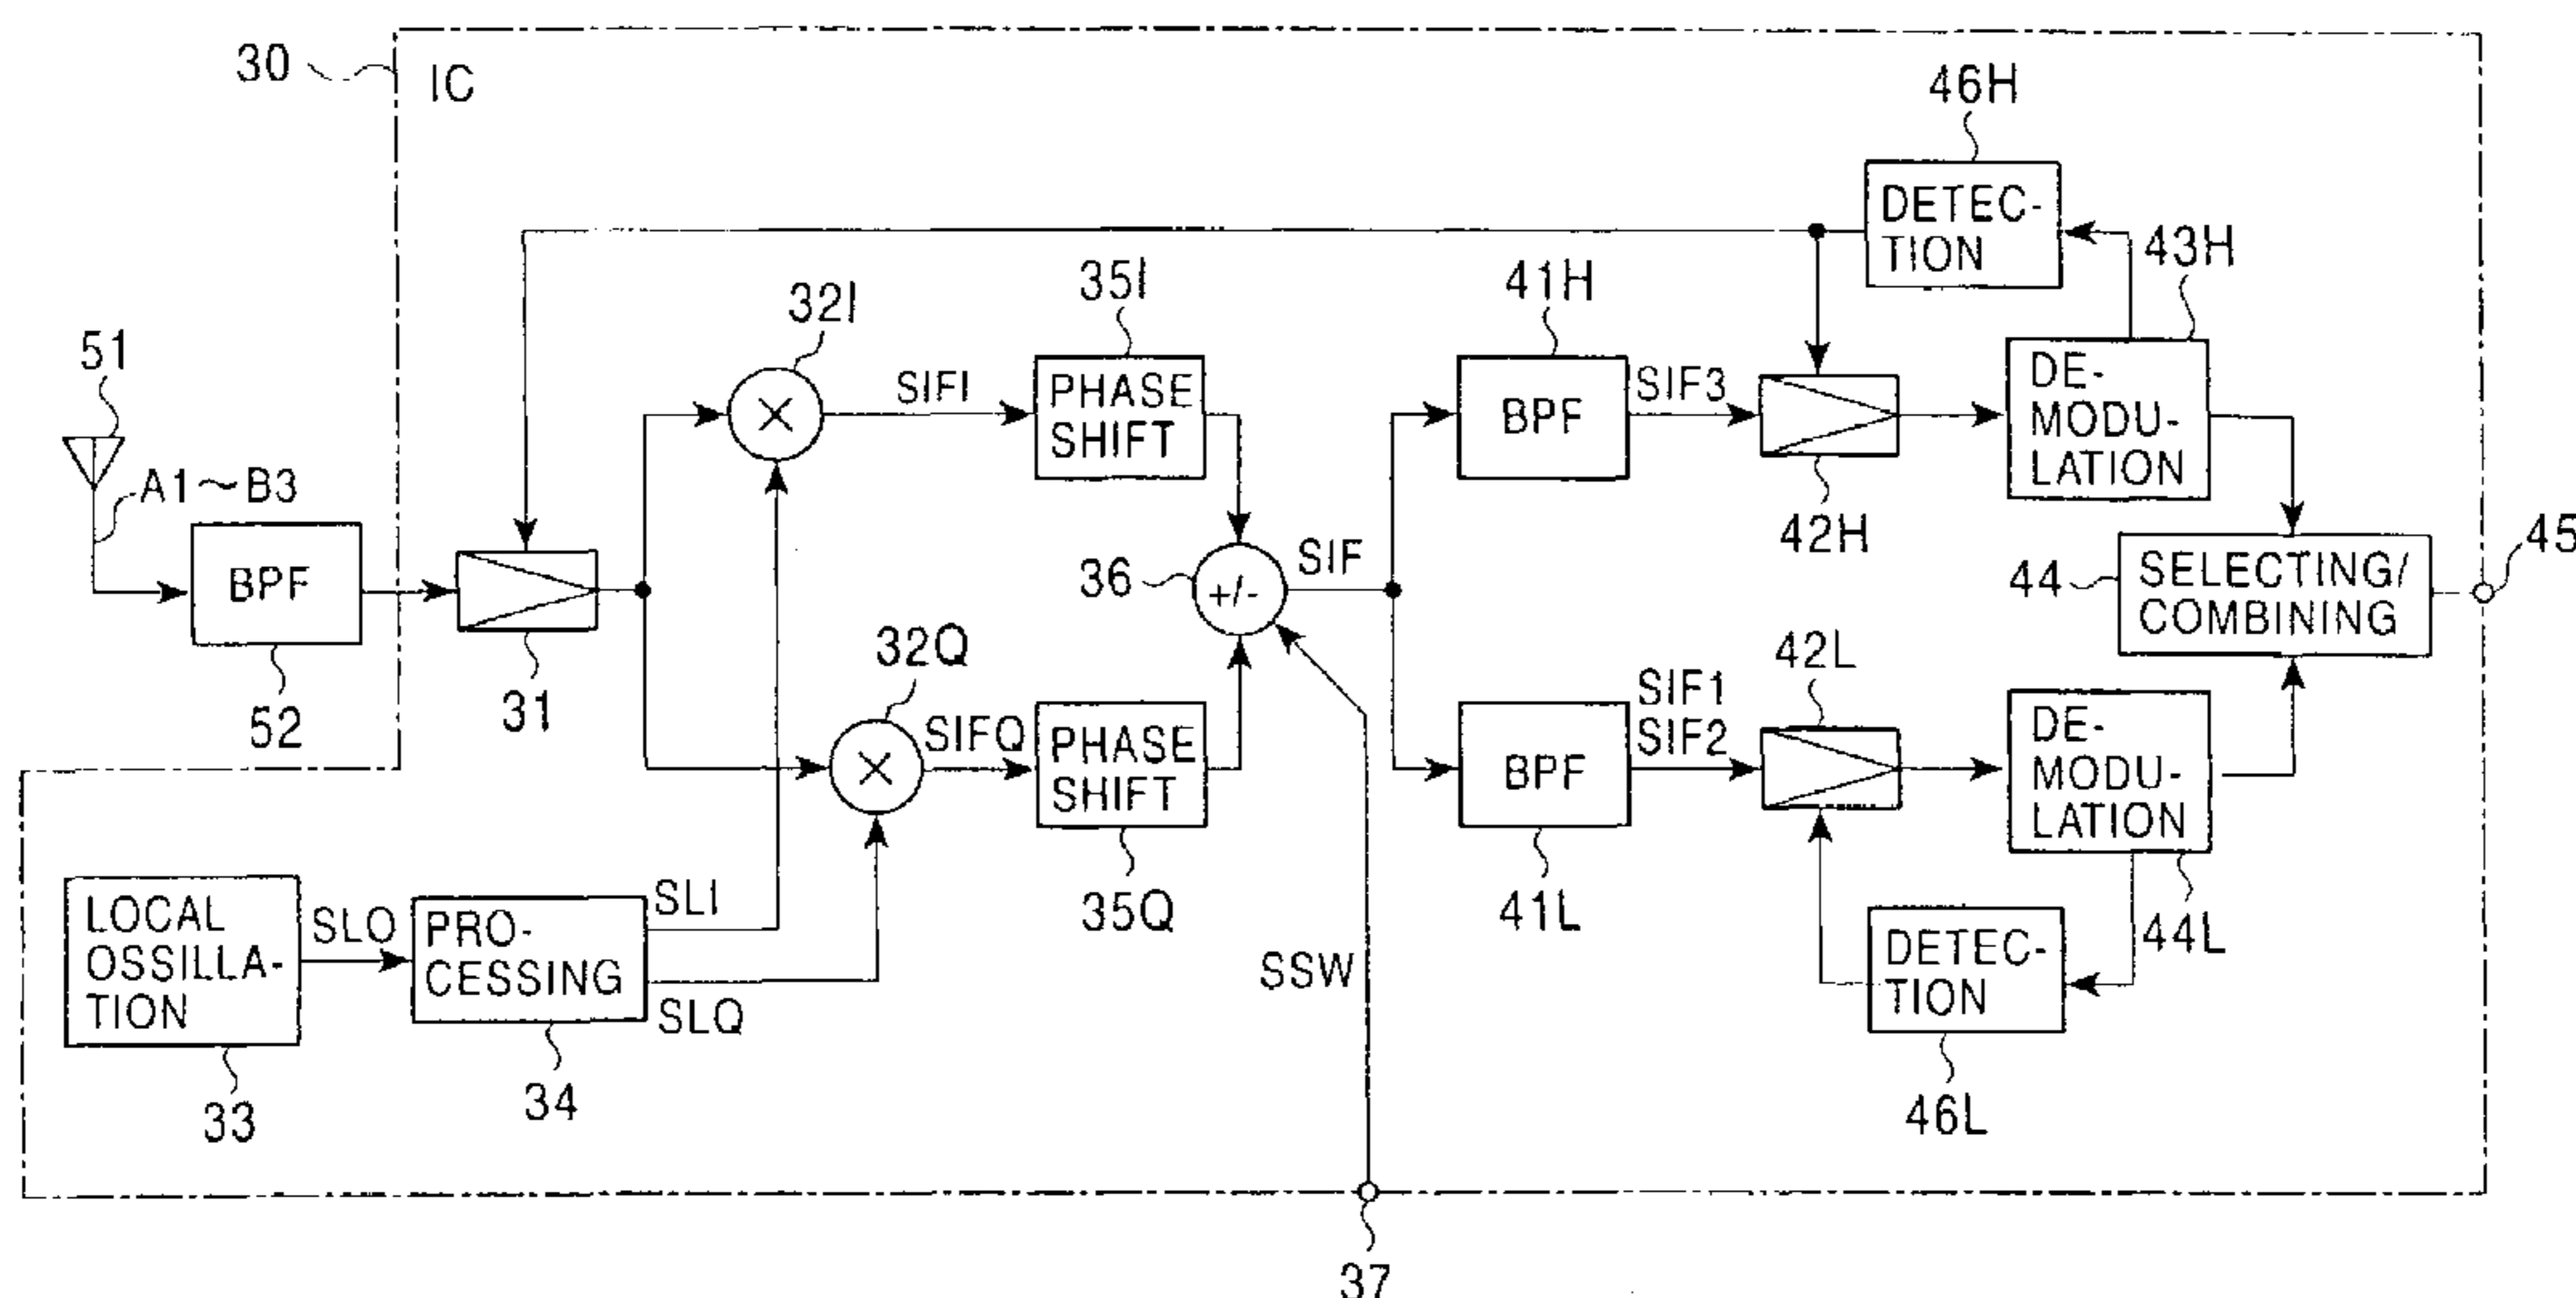 30
IC
46H
DETEC-
TION
43H
41H
35I
32I
51
SIFI
PHASE
SHIFT
BPF
SIF3
DE-
MODU-
LATION
A1~B3
42H
45
BPF
36
+/-
SIF
44
SELECTING/
COMBINING
52
31
32Q
SIFQ
PHASE
SHIFT
BPF
SIF1
SIF2
42L
DE-
MODU-
LATION
35Q
41L
44L
LOCAL
OSSILLA-
TION
SLO
PRO-
CESSING
SLI
SLQ
SSW
DETEC-
TION
33
34
46L
37